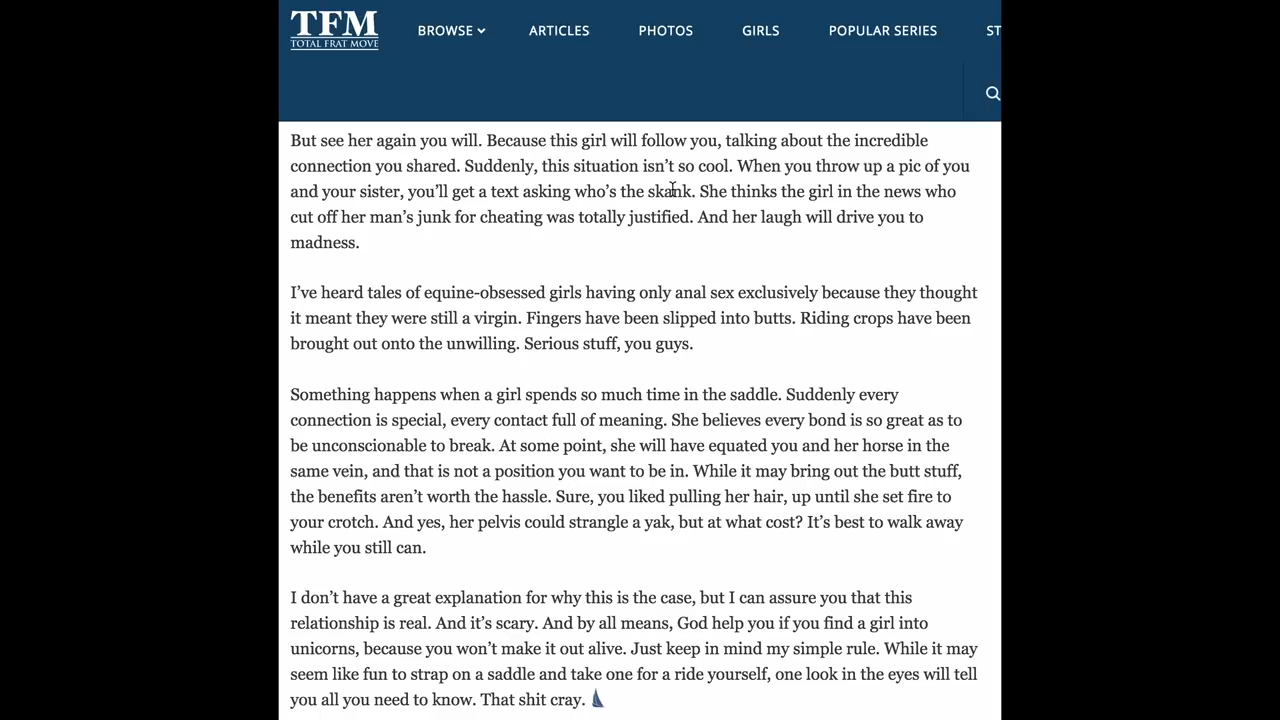 TFM
TOTAL FRAT MOVE
BROWSE
ARTICLES
PHOTOS
GIRLS
POPULAR SERIES
ST
But see her again you will. Because this girl will follow you, talking about the incredible
connection you shared. Suddenly, this situation isn't so cool. When you throw up a pic of you
and your sister, you'll get a text asking who's the skank. She thinks the girl in the news who
cut off her man's junk for cheating was totally justified. And her laugh will drive you to
madness.
I've heard tales of equine-obsessed girls having only anal sex exclusively because they thought
it meant they were still a virgin. Fingers have been slipped into butts. Riding crops have been
brought out onto the unwilling. Serious stuff, you guys.
Something happens when a girl spends so much time in the saddle. Suddenly every
connection is special, every contact full of meaning. She believes every bond is so great as to
be unconscionable to break. At some point, she will have equated you and her horse in the
same vein, and that is not a position you want to be in. While it may bring out the butt stuff,
the benefits aren't worth the hassle. Sure, you liked pulling her hair, up until she set fire to
your crotch. And yes, her pelvis could strangle a yak, but at what cost? It's best to walk away
while you still can.
I don't have a great explanation for why this is the case, but I can assure you that this
relationship is real. And it's scary. And by all means, God help you if you find a girl into
unicorns, because you won't make it out alive. Just keep in mind my simple rule. While it may
seem like fun to strap on a saddle and take one for a ride yourself, one look in the eyes will tell
you all you need to know. That shit cray.